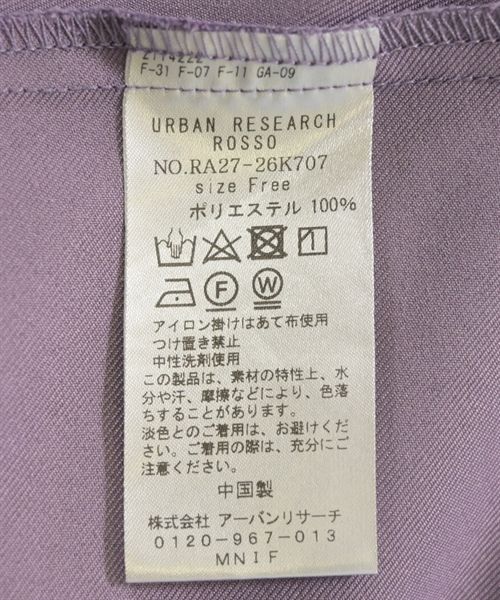 F-31 F-07 F-11 GA-09
URBAN RESEARCH
ROSSO
NO.RA27-26K707
size Free
ポリエステル 100%
F W
アイロン掛けはあて布使用
つけ置き禁止
中性洗剤使用
この製品は、素材の特性上、水
分や汗、摩擦などにより、色落
ちすることがあります。
淡色とのご着用は、お避けくださ
い。ご着用の際は、充分にご
注意ください。
中国製
株式会社 アーバンリサーチ
0120-967-013
MNIF